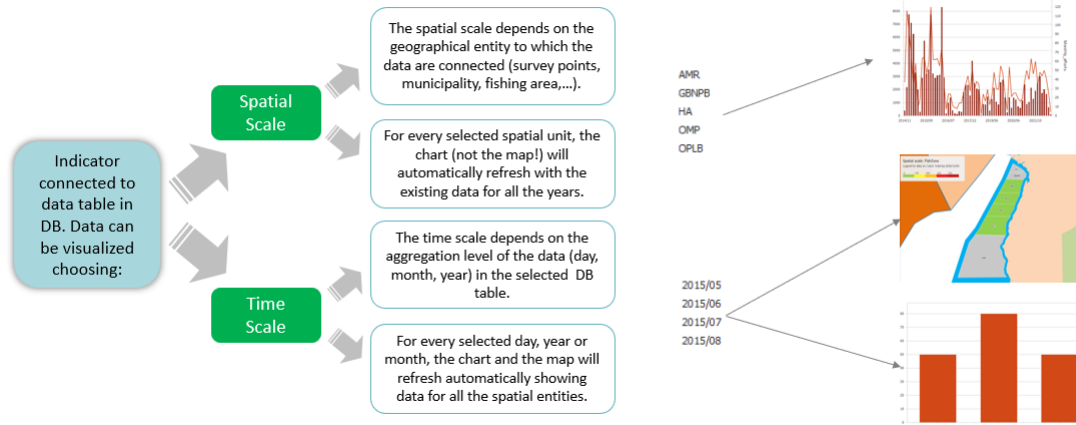 Indicator
connected to
data table in
DB. Data can
be visualized
choosing:
Spatial
Scale
Time
Scale
The spatial scale depends on the
geographical entity to which the
data are connected (survey points,
municipality, fishing area,...).
For every selected spatial unit, the
chart (not the map!) will
automatically refresh with the
existing data for all the years.
The time scale depends on the
aggregation level of the data (day,
month, year) in the selected DB
table.
For every selected day, year or
month, the chart and the map will
refresh automatically showing
data for all the spatial entities.
AMR
GBNPB
HA
OMP
OPLB
2015/05
2015/06
2015/07
2015/08